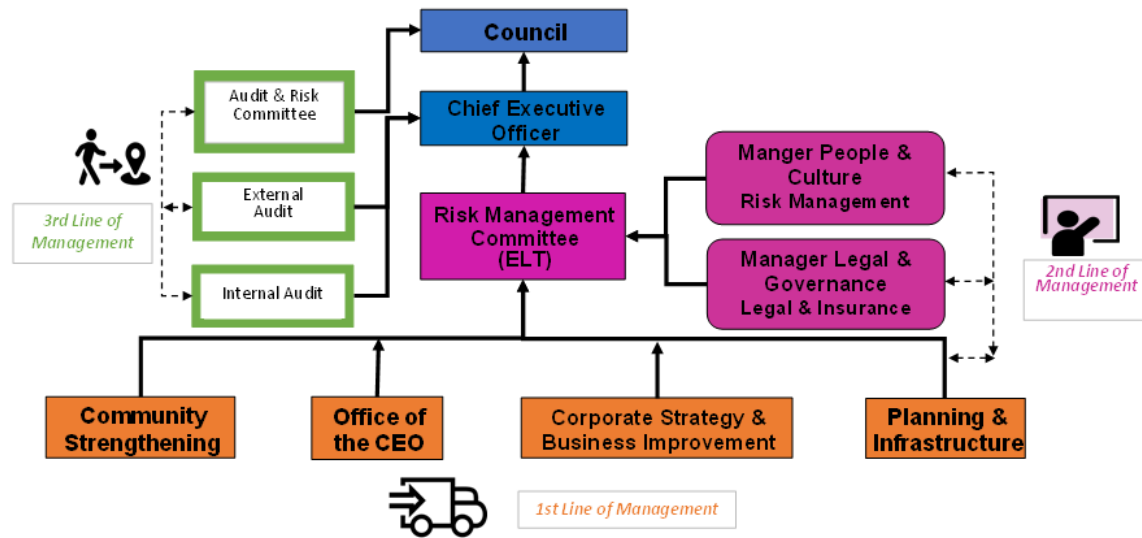 Council
Audit & Risk
Committee
Chief Executive
Officer
Manger People &
Culture
Risk Management
External
Audit
3rd Line of
Management
Risk Management
Committee
(ELT)
Manager Legal &
Governance
Legal & Insurance
2nd Line of
Management
Internal Audit
Community
Strengthening
Office of
the CEO
Corporate Strategy &
Business Improvement
Planning &
Infrastructure
1st Line of Management